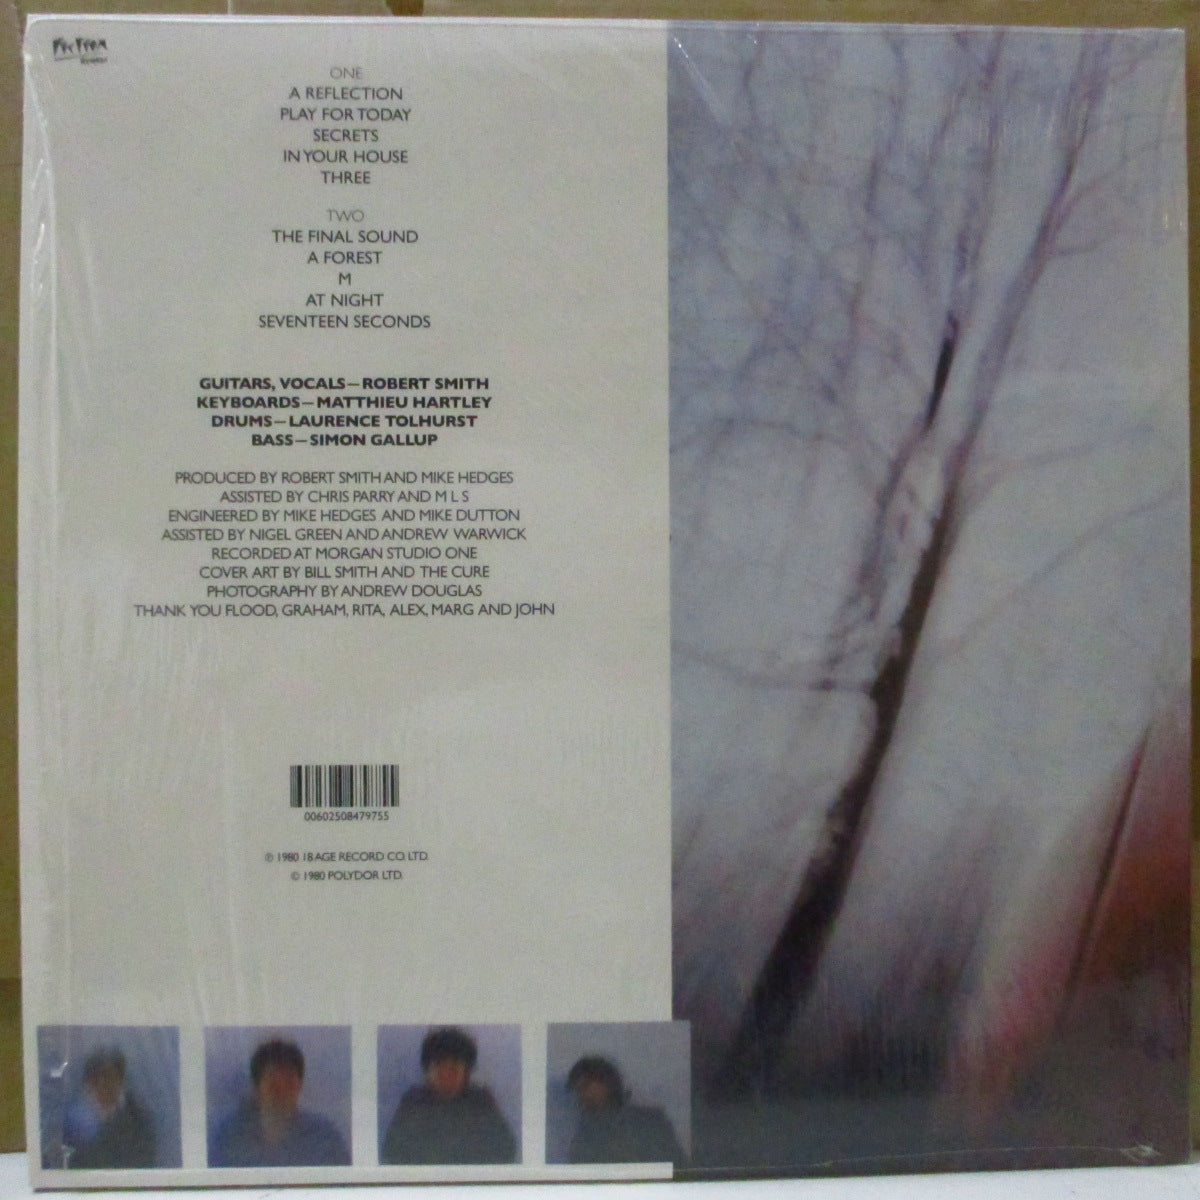 Fiction
Records
ONE
A REFLECTION
PLAY FOR TODAY
SECRETS
IN YOUR HOUSE
THREE
TWO
THE FINAL SOUND
A FOREST
M
AT NIGHT
SEVENTEEN SECONDS
GUITARS, VOCALS—ROBERT SMITH
KEYBOARDS—MATTHIEU HARTLEY
DRUMS—LAURENCE TOLHURST
BASS—SIMON GALLUP
PRODUCED BY ROBERT SMITH AND MIKE HEDGES
ASSISTED BY CHRIS PARRY AND M L S
ENGINEERED BY MIKE HEDGES AND MIKE DUTTON
ASSISTED BY NIGEL GREEN AND ANDREW WARWICK
RECORDED AT MORGAN STUDIO ONE
COVER ART BY BILL SMITH AND THE CURE
PHOTOGRAPHY BY ANDREW DOUGLAS
THANK YOU FLOOD, GRAHAM, RITA, ALEX, MARG AND JOHN
00602508479755
℗ 1980 18 AGE RECORD CO. LTD.
© 1980 POLYDOR LTD.